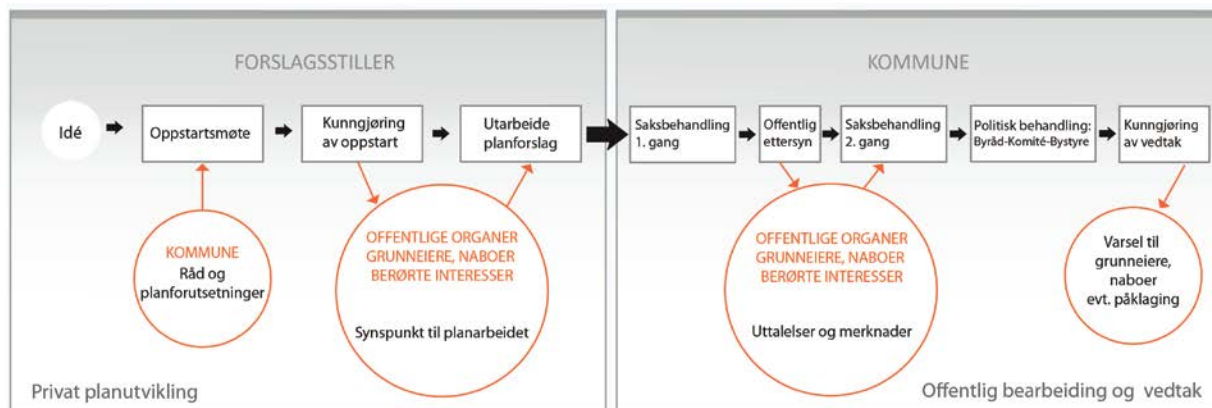 FORSLAGSSTILLER
Idé
Oppstartsmøte
Kunngjøring
av oppstart
Utarbeide
planforslag
KOMMUNE
Råd og
planforutsetninger
OFFENTLIGE ORGANER
GRUNNEIERE, NABOER
BERØRTE INTERESSER
Synspunkt til planarbeidet
Privat planutvikling
KOMMUNE
Saksbehandling
1. gang
Offentlig
ettersyn
Saksbehandling
2. gang
Politisk behandling:
Byråd-Komité-Bystyre
Kunngjøring
av vedtak
OFFENTLIGE ORGANER
GRUNNEIERE, NABOER
BERØRTE INTERESSER
Uttalelser og merknader
Varsel til
grunneiere,
naboer
evt. påklaging
Offentlig bearbeiding og vedtak